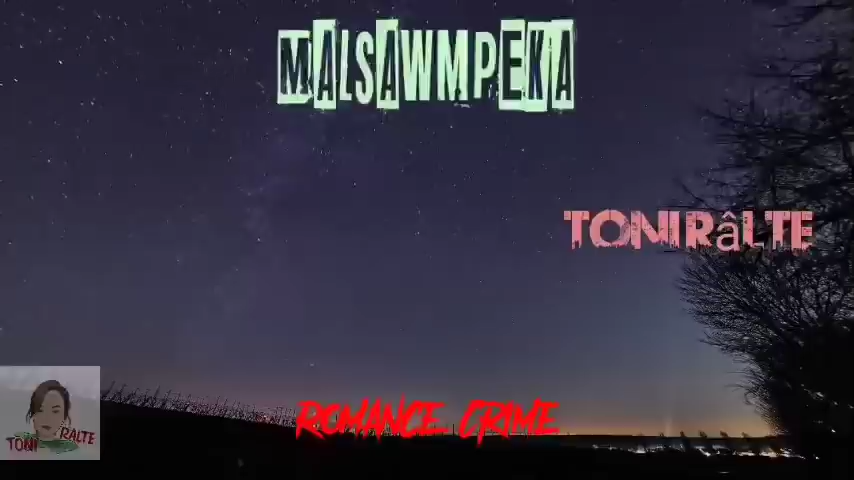 MALSAWMPEKA
TONI RâLTE
ROMANCE. CRIME
TONI RALTE